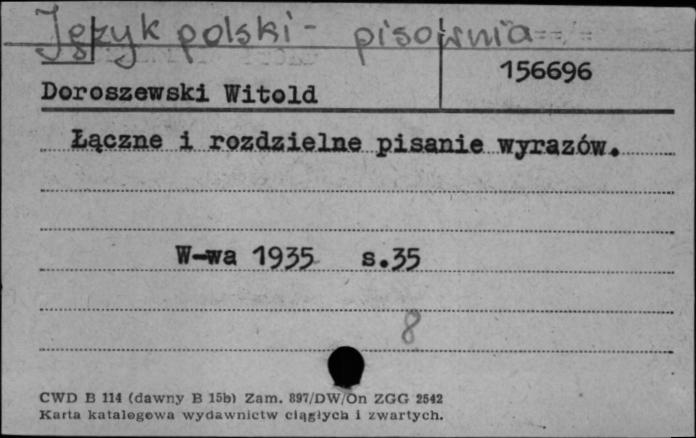 Język polski - pisownia
156696
Doroszewski Witold
Łączne i rozdzielne pisanie wyrazów.
W-wa 1935 s.35
8
CWD B 114 (dawny B 15b) Zam. 897/DW/On ZGG 2542
Karta katalogowa wydawnictw ciągłych i zwartych.